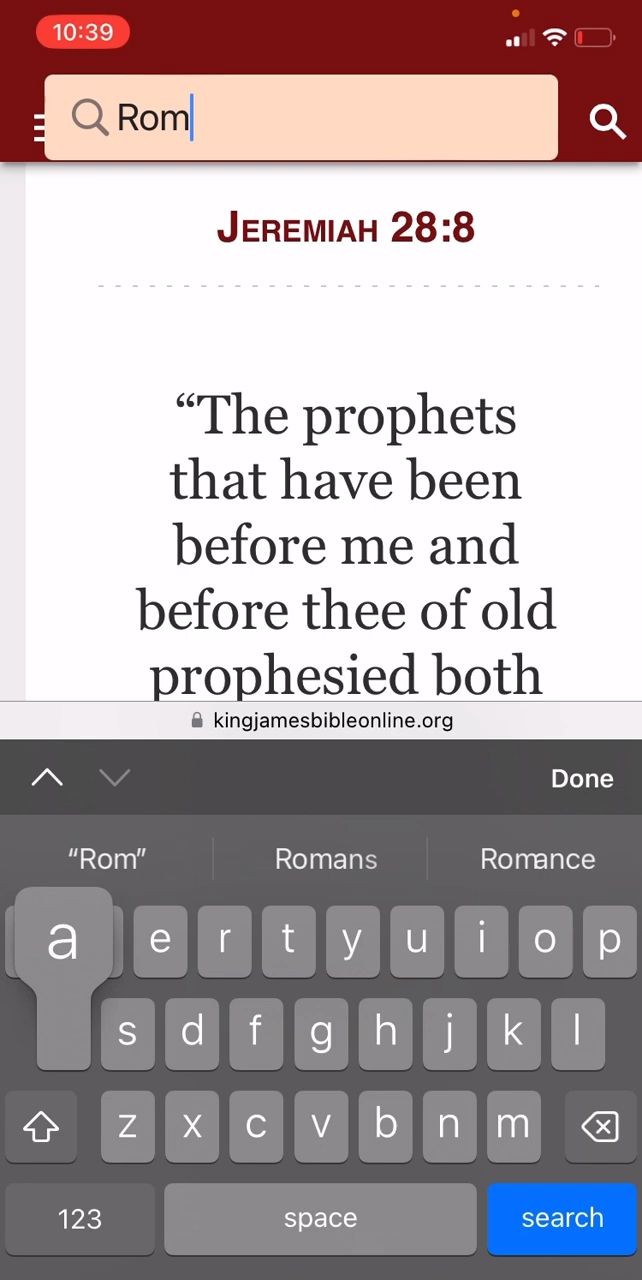 10:39
Rom
JEREMIAH 28:8
“The prophets
that have been
before me and
before thee of old
prophesied both
kingjamesbibleonline.org
Done
“Rom” Romans Romance
a e r t y u i o p
s d f g h j k l
z x c v b n m
123 space search